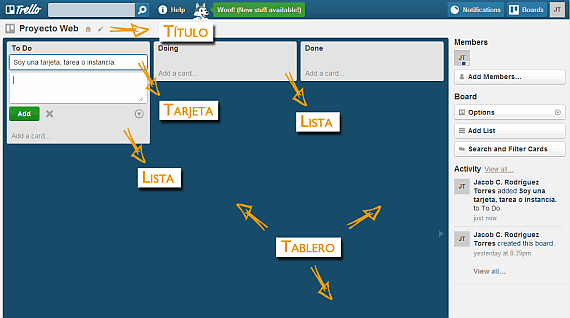 Trello
Help
Woof! (New stuff available!)
Notifications
Boards
JT
Proyecto Web
TÍTULO
To Do
Soy una tarjeta, tarea o instancia.
Add
Add a card...
TARJETA
LISTA
Doing
Add a card...
Done
Add a card...
LISTA
TABLERO
Members
JT
Add Members...
Board
Options
Add List
Search and Filter Cards
Activity View all...
JT
Jacob C. Rodríguez
Torres added Soy una
tarjeta, tarea o instancia.
to To Do.
just now
JT
Jacob C. Rodríguez
Torres created this board.
yesterday at 8:39pm
View all...